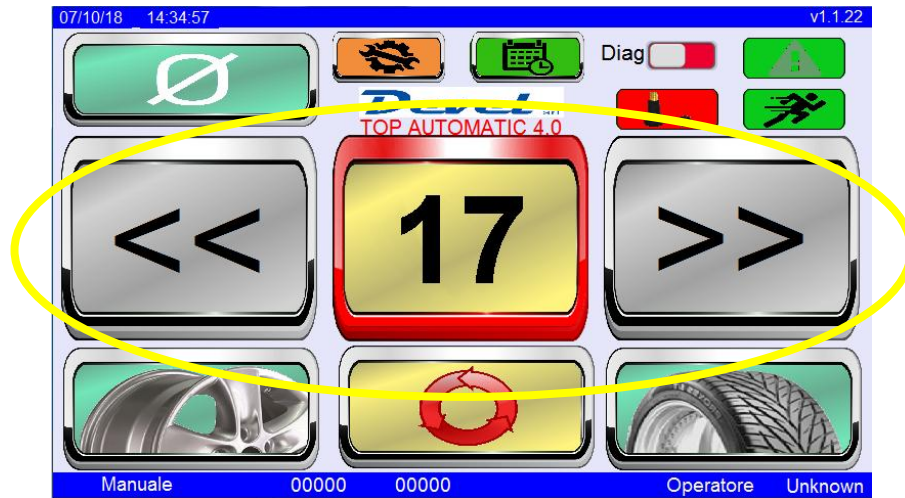 07/10/18 14:34:57 v1.1.22
Ø
Diag
TOP AUTOMATIC 4.0
<< 17 >>
Manuale 00000 00000 Operatore Unknown